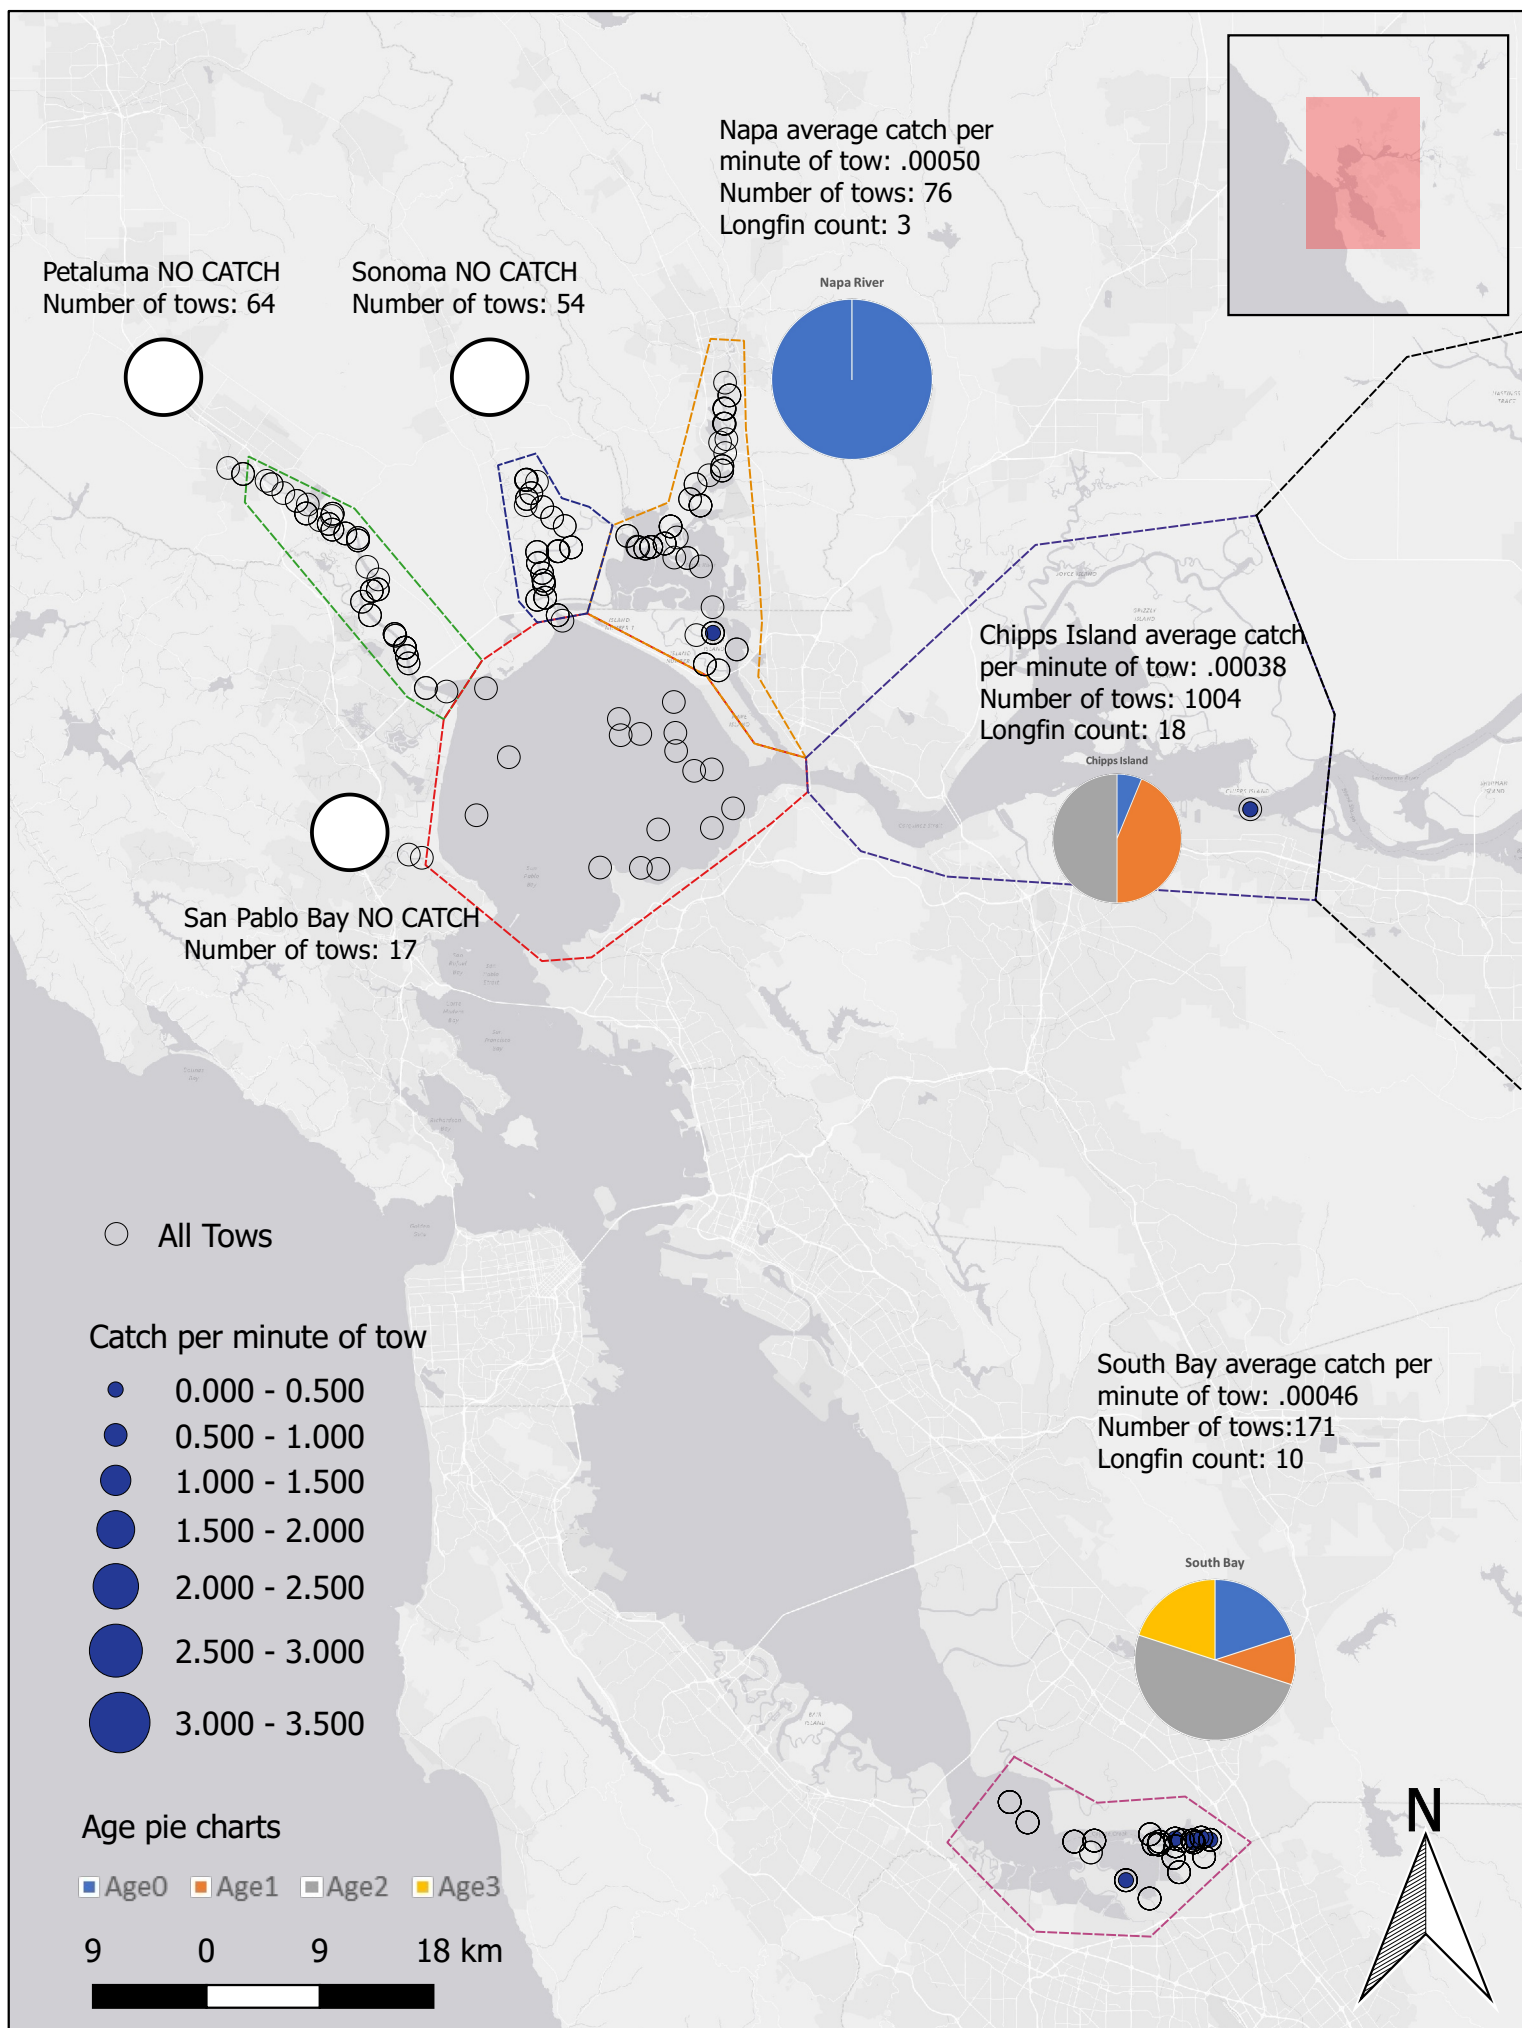 Napa average catch per
minute of tow: .00050
Number of tows: 76
Longfin count: 3
Petaluma NO CATCH
Number of tows: 64
Sonoma NO CATCH
Number of tows: 54
Napa River
Chipps Island average catch
per minute of tow: .00038
Number of tows: 1004
Longfin count: 18
Chipps Island
San Pablo Bay NO CATCH
Number of tows: 17
All Tows
Catch per minute of tow
0.000 - 0.500
0.500 - 1.000
1.000 - 1.500
1.500 - 2.000
2.000 - 2.500
2.500 - 3.000
3.000 - 3.500
South Bay average catch per
minute of tow: .00046
Number of tows:171
Longfin count: 10
South Bay
Age pie charts
Age0 Age1 Age2 Age3
9 0 9 18 km
N